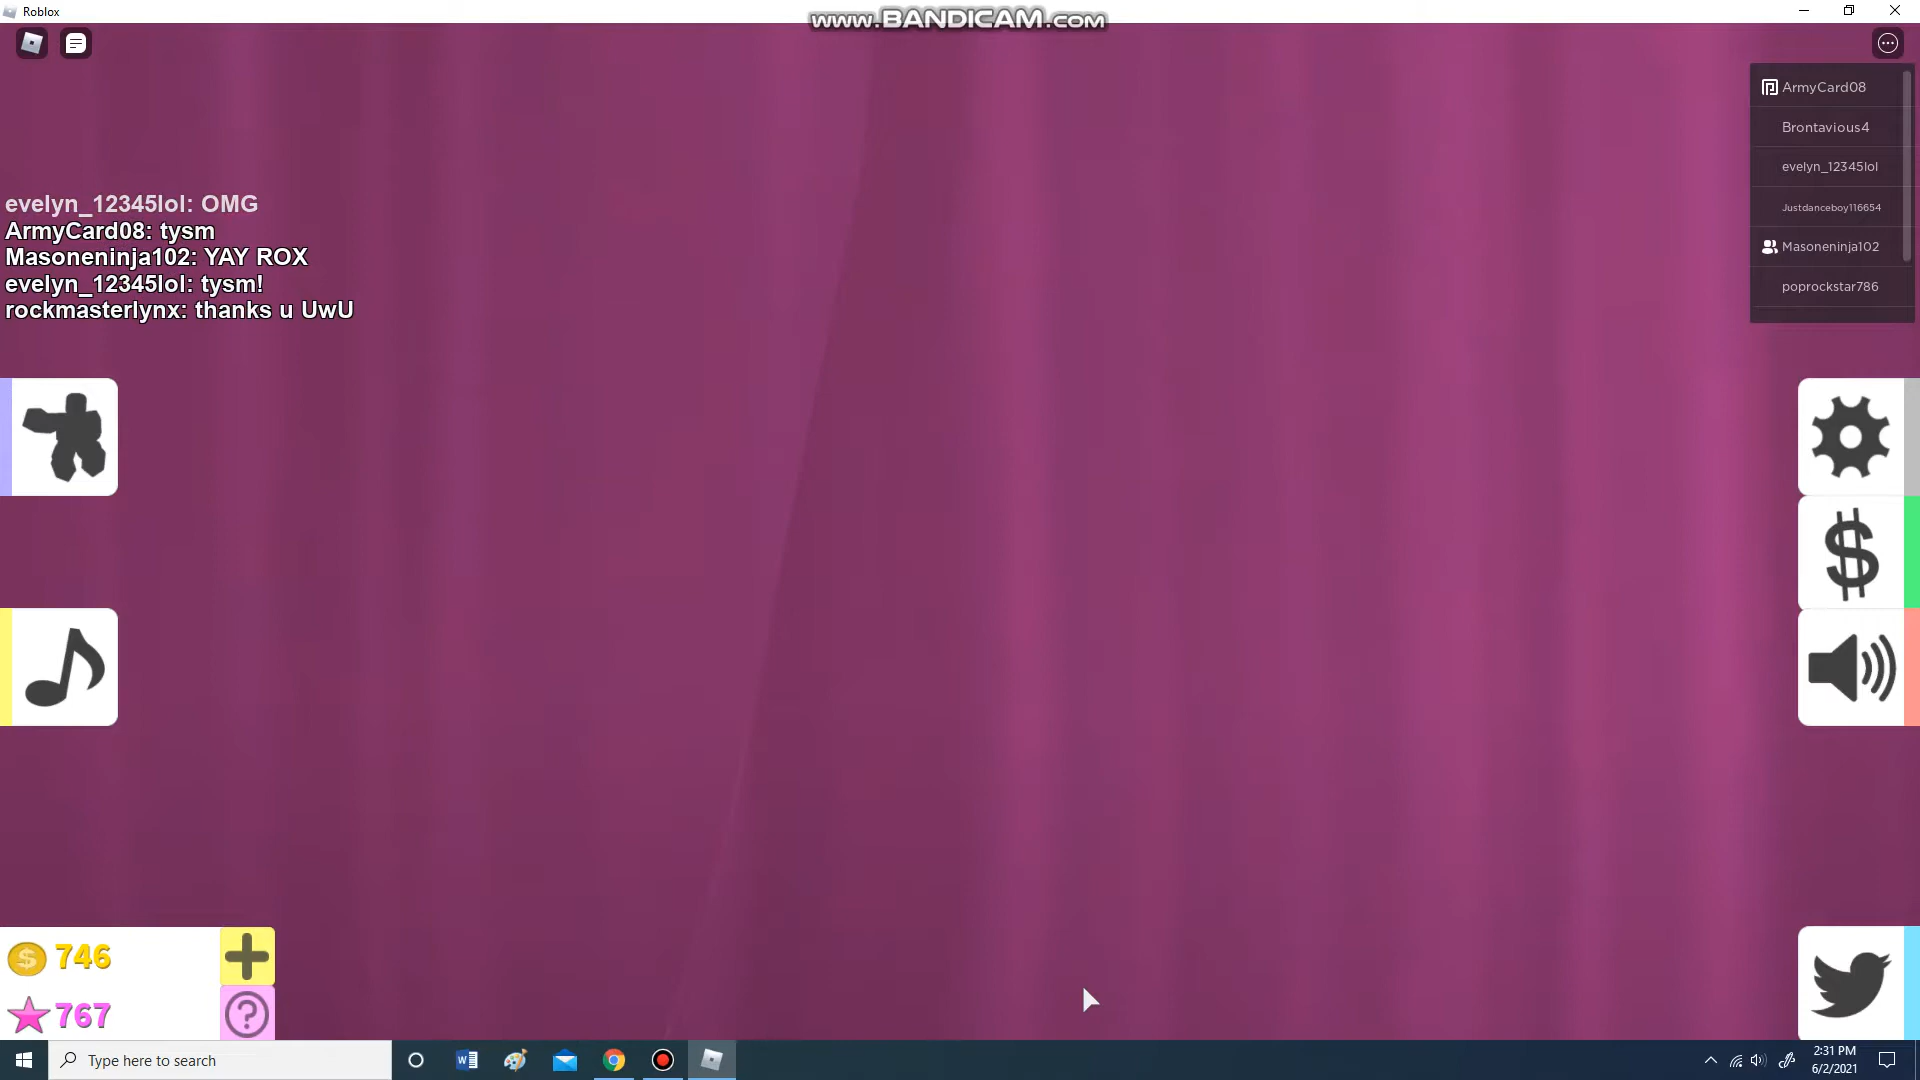 Roblox
www.BANDICAM.com
ArmyCard08
Brontavious4
evelyn_12345lol
Justdanceboy116654
Masoneninja102
poprockstar786
evelyn_12345lol: OMG
ArmyCard08: tysm
Masoneninja102: YAY ROX
evelyn_12345lol: tysm!
rockmasterlynx: thanks u UwU
746
767
Type here to search
2:31 PM
6/2/2021